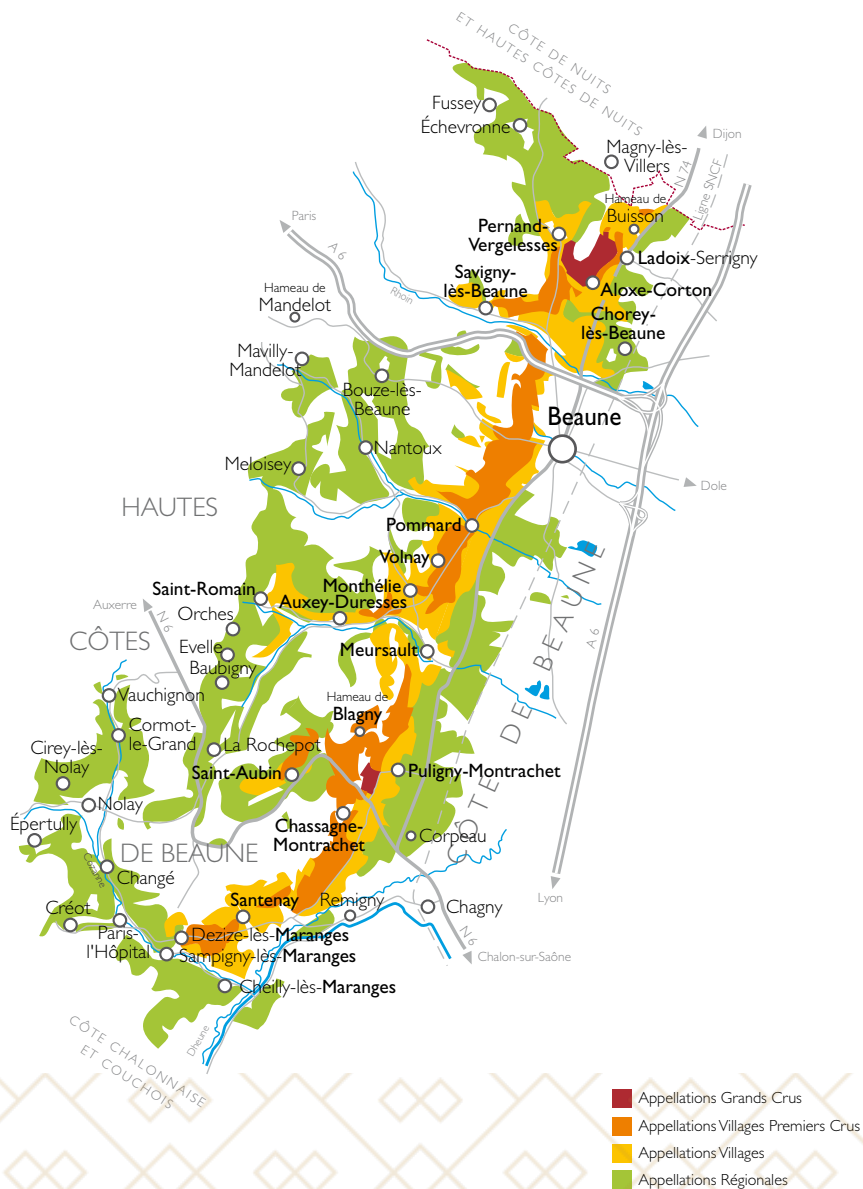 CÔTE DE NUITS
ET HAUTES CÔTES DE NUITS
Fussey
Échevronne
Dijon
Magny-lès-
Villers
N 74
Ligne SNCF
Hameau de
Buisson
Paris
A 6
Pernand-
Vergelesses
Ladoix-Serrigny
Savigny-
lès-Beaune
Aloxe-Corton
Rhoin
Hameau de
Mandelot
Chorey-
lès-Beaune
Mavilly-
Mandelot
Bouze-lès-
Beaune
Beaune
Nantoux
Meloisey
Dole
HAUTES
Pommard
Volnay
Saint-Romain
Monthélie
Auxey-Duresses
Auxerre
N 6
Orches
CÔTES
Evelle
Baubigny
Meursault
A 6
CÔTE DE BEAUNE
Vauchignon
Hameau de
Blagny
Cormot-
le-Grand
La Rochepot
Cirey-lès-
Nolay
Saint-Aubin
Puligny-Montrachet
Nolay
Épertully
Chassagne-
Montrachet
Corpeau
DE BEAUNE
Cozanne
Changé
Lyon
Santenay
Remigny
Chagny
Créot
Paris-
l'Hôpital
Dezize-lès-Maranges
N 6
Sampigny-lès-Maranges
Chalon-sur-Saône
Cheilly-lès-Maranges
Dheune
CÔTE CHALONNAISE
ET COUCHOIS
Appellations Grands Crus
Appellations Villages Premiers Crus
Appellations Villages
Appellations Régionales